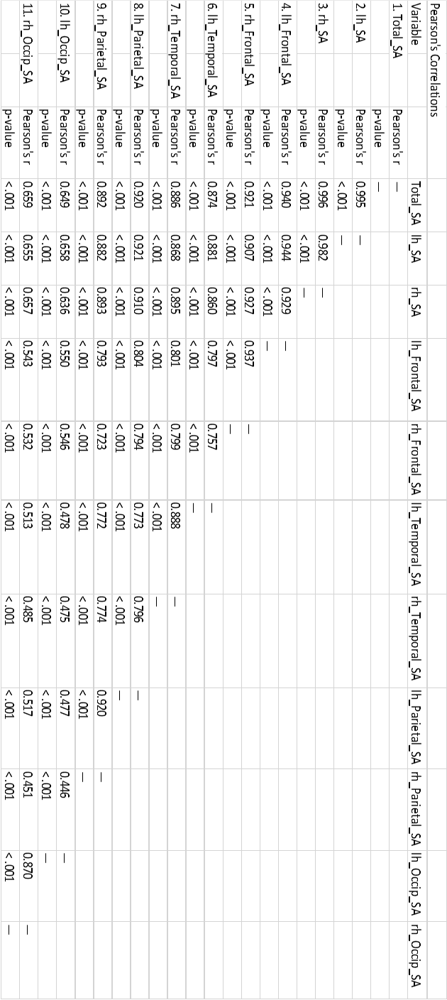 Pearson's Correlations
Variable Total_SA lh_SA rh_SA lh_Frontal_SA rh_Frontal_SA lh_Temporal_SA rh_Temporal_SA lh_Parietal_SA rh_Parietal_SA lh_Occip_SA rh_Occip_SA
1. Total_SA Pearson's r —
p-value —
2. lh_SA Pearson's r 0.995 —
p-value < .001 —
3. rh_SA Pearson's r 0.996 0.982 —
p-value < .001 < .001 —
4. lh_Frontal_SA Pearson's r 0.940 0.944 0.929 —
p-value < .001 < .001 < .001 —
5. rh_Frontal_SA Pearson's r 0.921 0.907 0.927 0.937 —
p-value < .001 < .001 < .001 < .001 —
6. lh_Temporal_SA Pearson's r 0.874 0.881 0.860 0.797 0.757 —
p-value < .001 < .001 < .001 < .001 < .001 —
7. rh_Temporal_SA Pearson's r 0.886 0.868 0.895 0.801 0.799 0.888 —
p-value < .001 < .001 < .001 < .001 < .001 < .001 —
8. lh_Parietal_SA Pearson's r 0.920 0.921 0.910 0.804 0.794 0.773 0.796 —
p-value < .001 < .001 < .001 < .001 < .001 < .001 < .001 —
9. rh_Parietal_SA Pearson's r 0.892 0.882 0.893 0.793 0.723 0.772 0.774 0.920 —
p-value < .001 < .001 < .001 < .001 < .001 < .001 < .001 < .001 —
10. lh_Occip_SA Pearson's r 0.649 0.658 0.636 0.550 0.546 0.478 0.475 0.477 0.446 —
p-value < .001 < .001 < .001 < .001 < .001 < .001 < .001 < .001 < .001 —
11. rh_Occip_SA Pearson's r 0.659 0.655 0.657 0.543 0.532 0.513 0.485 0.517 0.451 0.870 —
p-value < .001 < .001 < .001 < .001 < .001 < .001 < .001 < .001 < .001 < .001 —